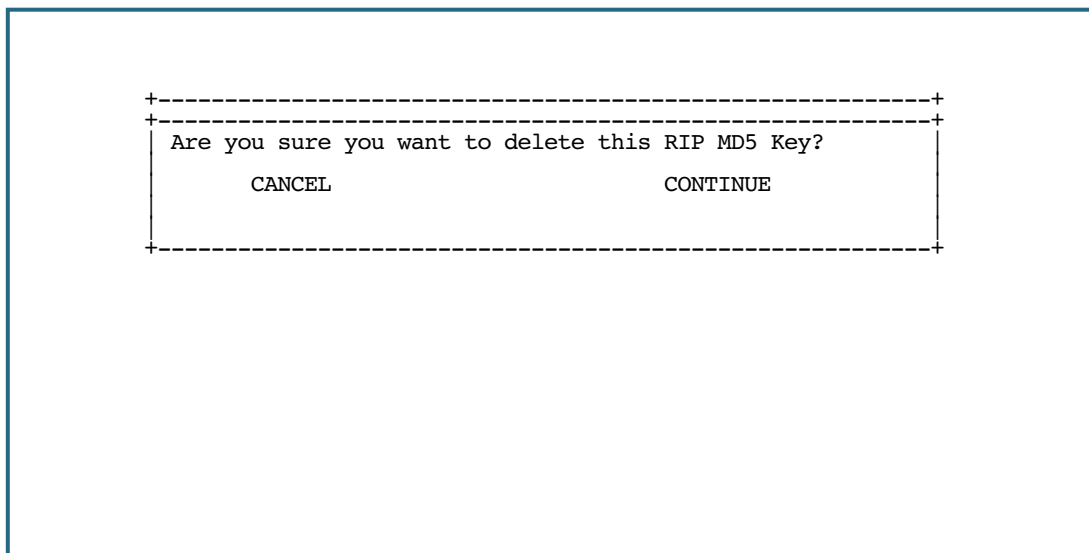 +----------------------------------------------------------+
+----------------------------------------------------------+
| Are you sure you want to delete this RIP MD5 Key?        |
|       CANCEL                         CONTINUE            |
|                                                          |
+----------------------------------------------------------+